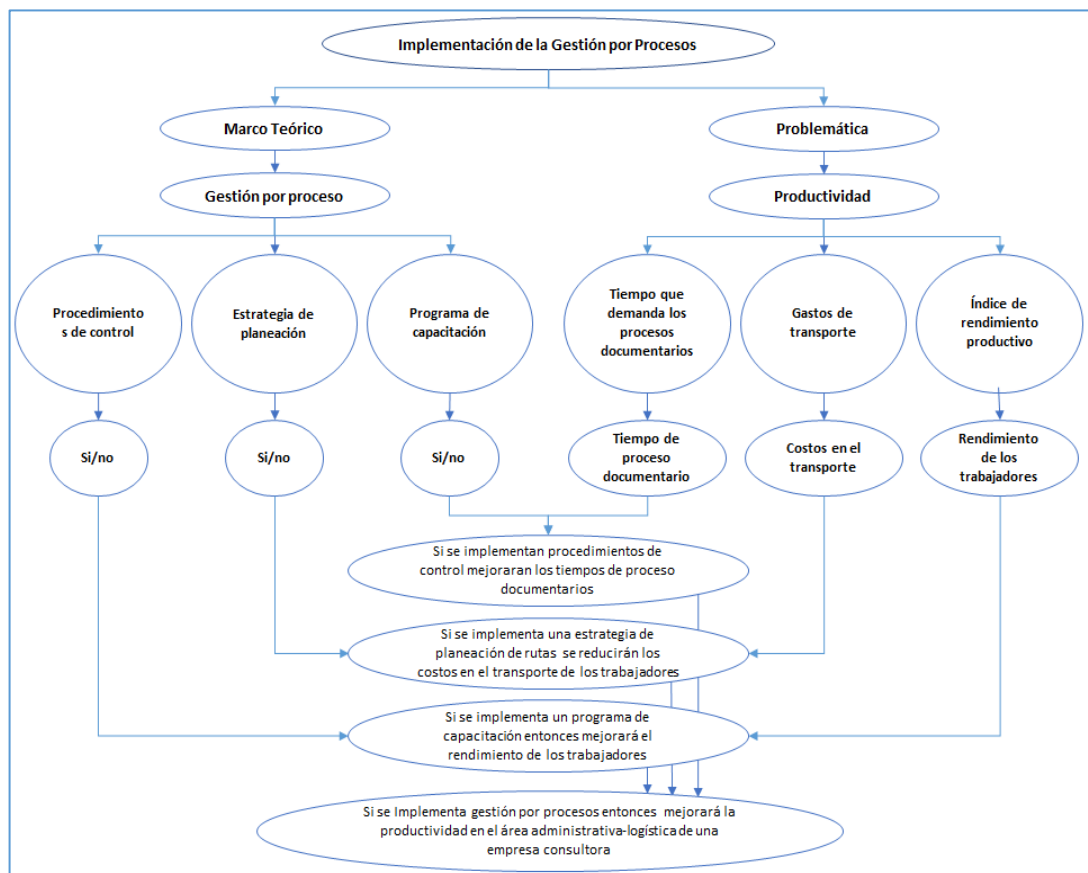 Implementación de la Gestión por Procesos
Marco Teórico
Problemática
Gestión por proceso
Productividad
Procedimiento
s de control
Estrategia de
planeación
Programa de
capacitación
Tiempo que
demanda los
procesos
documentarios
Gastos de
transporte
Índice de
rendimiento
productivo
Si/no
Si/no
Si/no
Tiempo de
proceso
documentario
Costos en el
transporte
Rendimiento
de los
trabajadores
Si se implementan procedimientos de
control mejoraran los tiempos de proceso
documentarios
Si se implementa una estrategia de
planeación de rutas se reducirán los
costos en el transporte de los trabajadores
Si se implementa un programa de
capacitación entonces mejorará el
rendimiento de los trabajadores
Si se Implementa gestión por procesos entonces mejorará la
productividad en el área administrativa-logística de una
empresa consultora